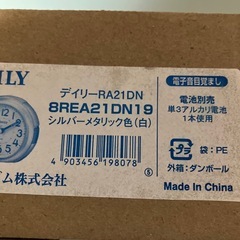 ILY
デイリーRA21DN
8REA21DN19
シルバーメタリック色(白)
4 903456 198078
5
ズム株式会社
電子音目覚まし
電池別売
単3アルカリ電池
1本使用
袋:PE
外箱:ダンボール
Made In China